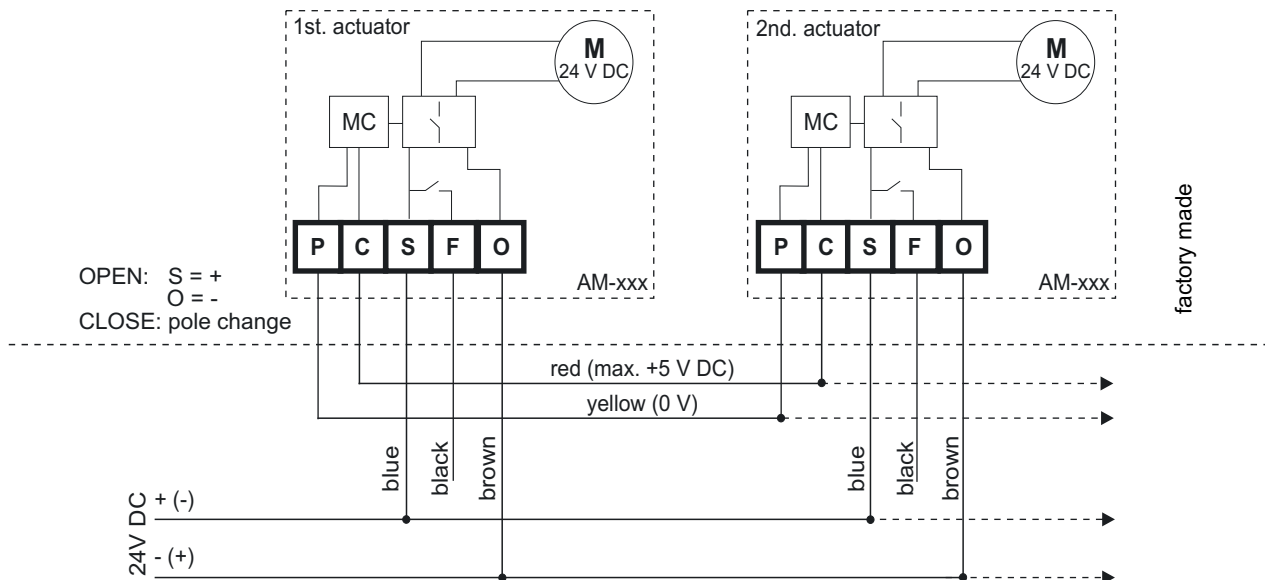 1st. actuator
M
24 V DC
MC
P C S F O
AM-xxx
2nd. actuator
M
24 V DC
MC
P C S F O
AM-xxx
factory made
OPEN: S = +
O = -
CLOSE: pole change
red (max. +5 V DC)
yellow (0 V)
blue
black
brown
blue
black
brown
24V DC
+ (-)
- (+)